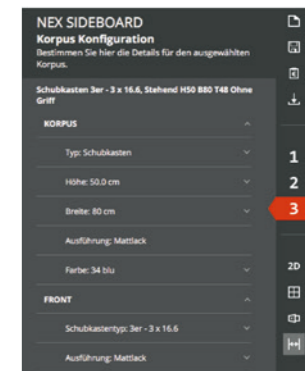 NEX SIDEBOARD
Korpus Konfiguration
Bestimmen Sie hier die Details für den ausgewählten
Korpus.
Schubkasten 3er - 3 x 16.6, Stehend H50 B80 T48 Ohne
Griff
KORPUS
Typ: Schubkasten
Höhe: 50.0 cm
Breite: 80 cm
Ausführung: Mattlack
Farbe: 34 blu
FRONT
Schubkastentyp: 3er - 3 x 16.6
Ausführung: Mattlack
1
2
3
2D